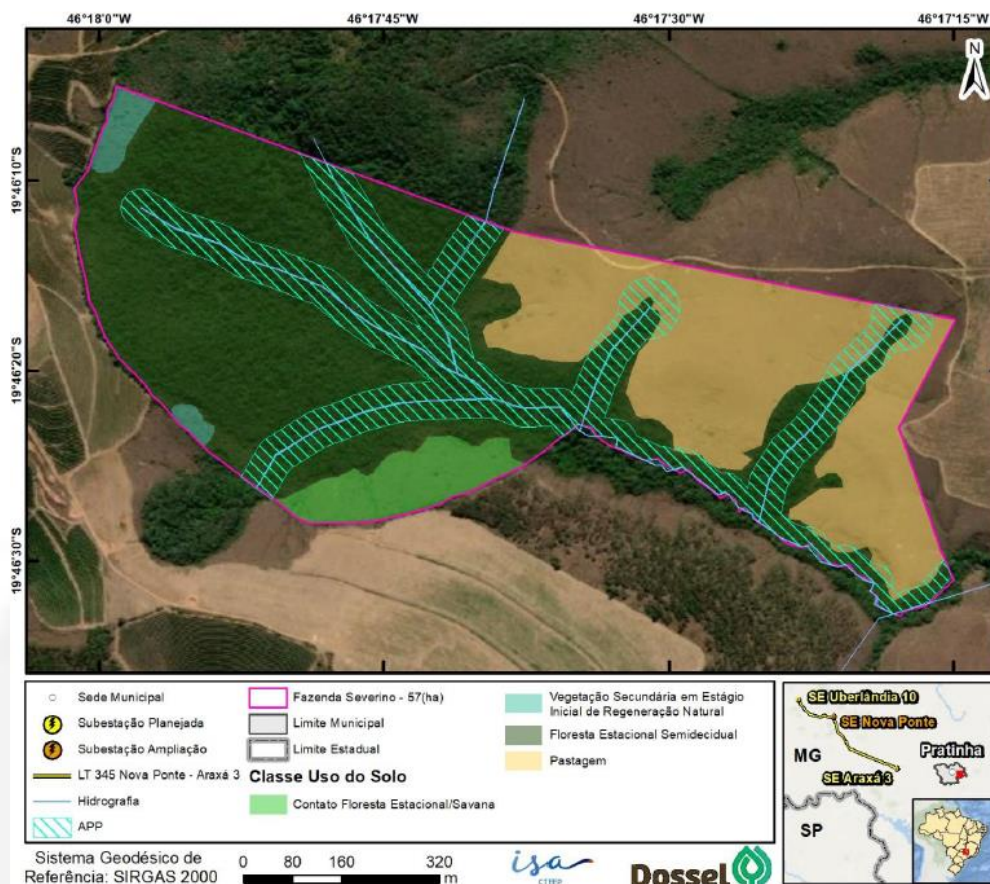 46°18'0"W
46°17'45"W
46°17'30"W
46°17'15"W
N
19°46'10"S
19°46'20"S
19°46'30"S
Sede Municipal
Subestação Planejada
Subestação Ampliação
LT 345 Nova Ponte - Araxá 3
Hidrografia
APP
Fazenda Severino - 57(ha)
Limite Municipal
Limite Estadual
Classe Uso do Solo
Contato Floresta Estacional/Savana
Vegetação Secundária em Estágio
Inicial de Regeneração Natural
Floresta Estacional Semidecidual
Pastagem
SE Uberlândia 10
SE Nova Ponte
MG
Pratinha
SE Araxá 3
SP
Sistema Geodésico de
Referência: SIRGAS 2000
0 80 160 320
m
isa
CTEEP
Dossel